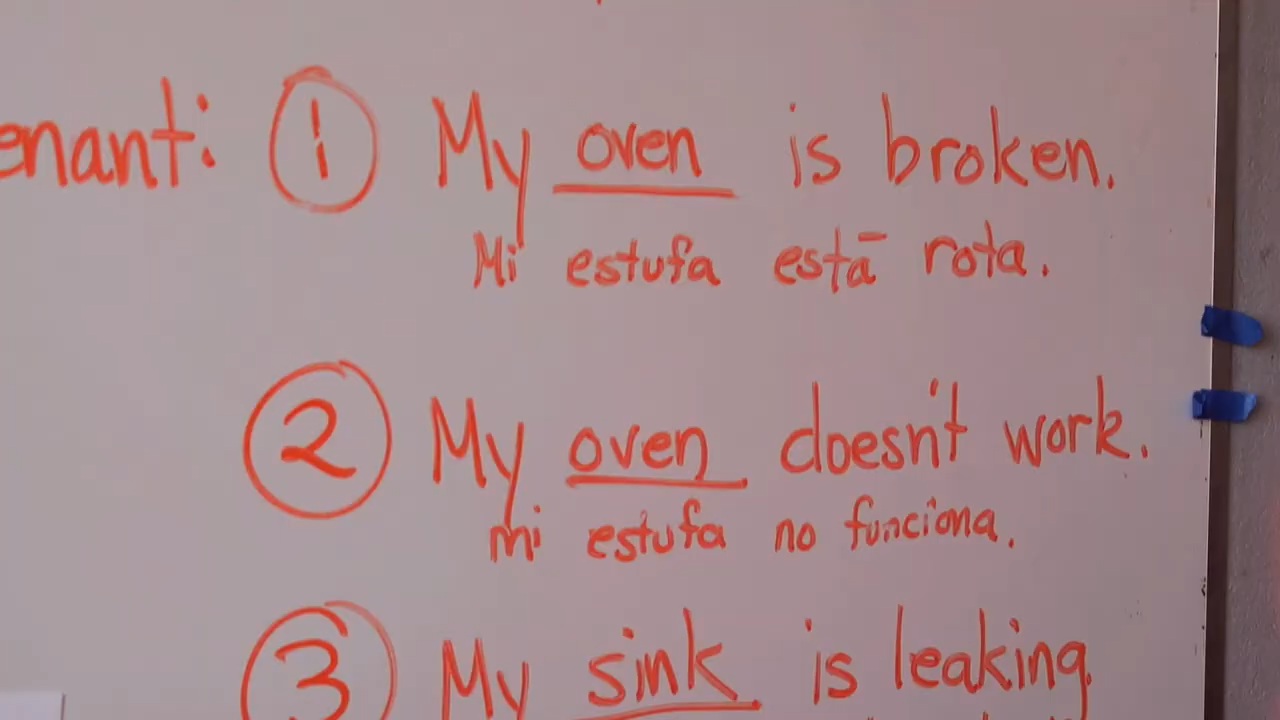 enant: 1 My oven is broken.
Mi estufa está rota.
2 My oven doesn't work.
mi estufa no funciona.
3 My sink is leaking.